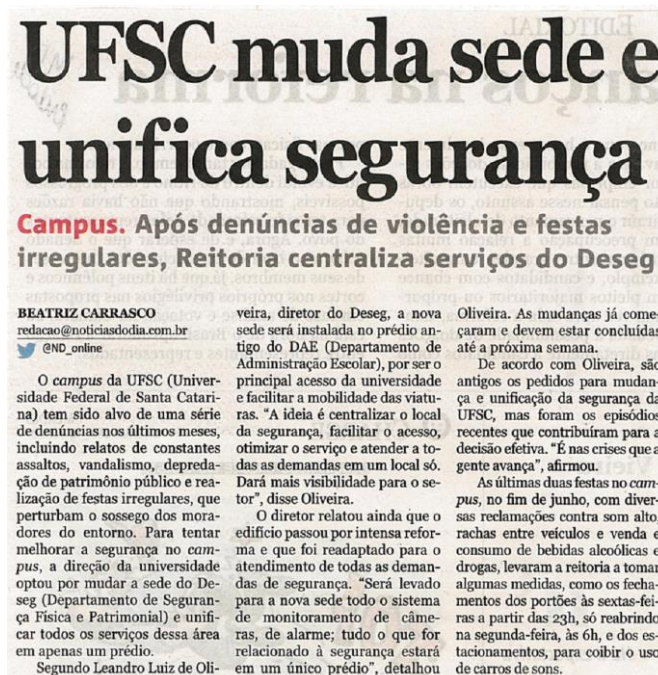 UFSC muda sede e
unifica segurança
Campus. Após denúncias de violência e festas
irregulares, Reitoria centraliza serviços do Deseg
BEATRIZ CARRASCO
redacao@noticiasdodia.com.br
@ND_online
O campus da UFSC (Univer-
sidade Federal de Santa Catari-
na) tem sido alvo de uma série
de denúncias nos últimos meses,
incluindo relatos de constantes
assaltos, vandalismo, depreda-
ção de patrimônio público e rea-
lização de festas irregulares, que
perturbam o sossego dos mora-
dores do entorno. Para tentar
melhorar a segurança no cam-
pus, a direção da universidade
optou por mudar a sede do De-
seg (Departamento de Seguran-
ça Física e Patrimonial) e unifi-
car todos os serviços dessa área
em apenas um prédio.
Segundo Leandro Luiz de Oli-
veira, diretor do Deseg, a nova
sede será instalada no prédio an-
tigo do DAE (Departamento de
Administração Escolar), por ser o
principal acesso da universidade
e facilitar a mobilidade das viatu-
ras. “A ideia é centralizar o local
da segurança, facilitar o acesso,
otimizar o serviço e atender a to-
das as demandas em um local só.
Dará mais visibilidade para o se-
tor”, disse Oliveira.
O diretor relatou ainda que o
edifício passou por intensa refor-
ma e que foi readaptado para o
atendimento de todas as deman-
das de segurança. “Será levado
para a nova sede todo o sistema
de monitoramento de câme-
ras, de alarme; tudo o que for
relacionado à segurança estará
em um único prédio”, detalhou
Oliveira. As mudanças já come-
çaram e devem estar concluídas
até a próxima semana.
De acordo com Oliveira, são
antigos os pedidos para mudan-
ça e unificação da segurança da
UFSC, mas foram os episódios
recentes que contribuíram para a
decisão efetiva. “É nas crises que a
gente avança”, afirmou.
As últimas duas festas no cam-
pus, no fim de junho, com diver-
sas reclamações contra som alto,
rachas entre veículos e venda e
consumo de bebidas alcoólicas e
drogas, levaram a reitoria a tomar
algumas medidas, como os fecha-
mentos dos portões às sextas-fei-
ras a partir das 23h, só reabrindo
na segunda-feira, às 6h, e dos es-
tacionamentos, para coibir o uso
de carros de sons.